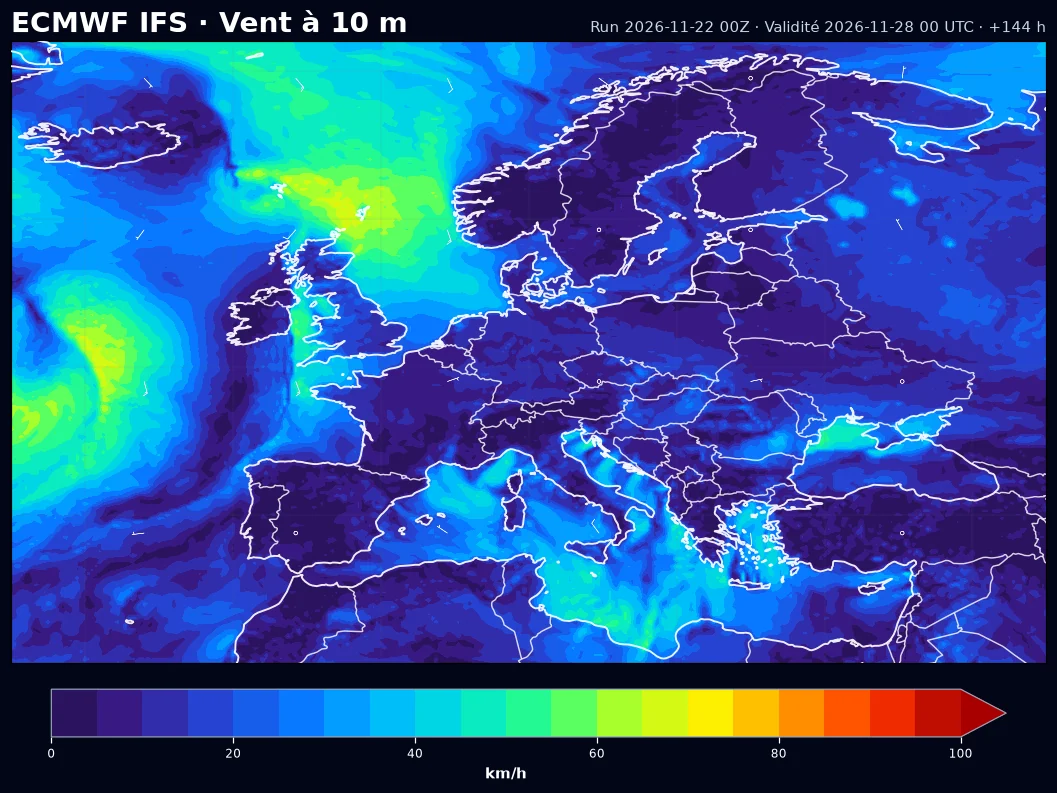 ECMWF IFS · Vent à 10 m
Run 2026-11-22 00Z · Validité 2026-11-28 00 UTC · +144 h
0 20 40 60 80 100
km/h